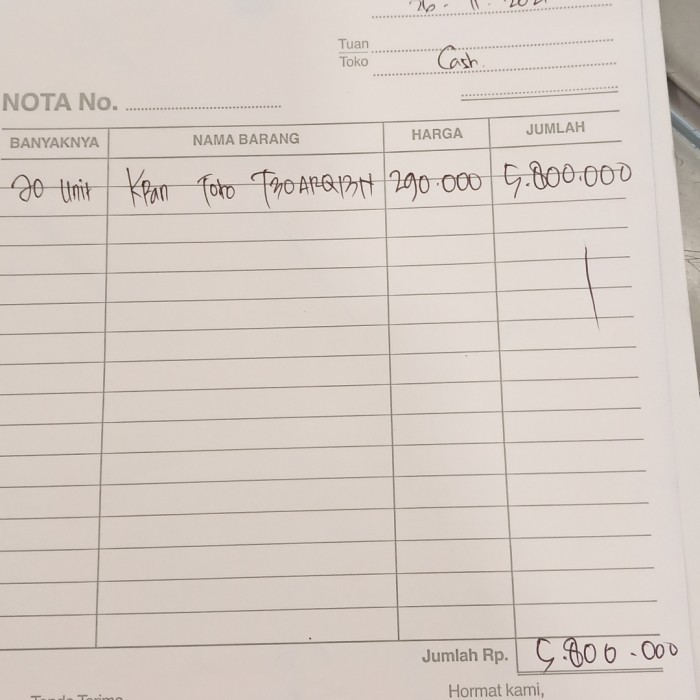 Tuan
Toko Cash
NOTA No.
BANYAKNYA NAMA BARANG HARGA JUMLAH
20 Unit Kran Toto T30ARQ13N 290.000 5.800.000
Jumlah Rp. 5.800.000
Hormat kami,